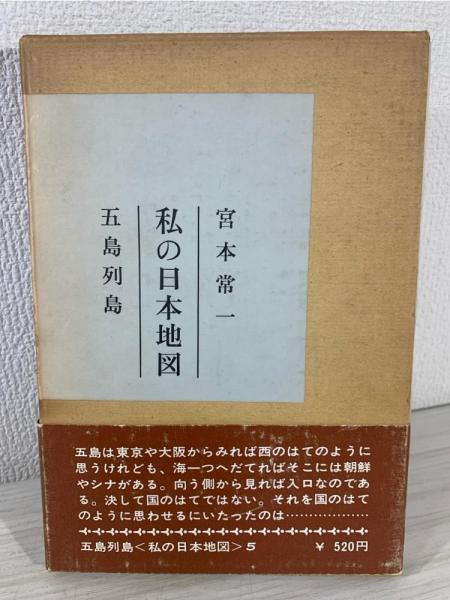 宮本常一
私の日本地図
五島列島
五島は東京や大阪からみれば西のはてのように
思うけれども、海一つへだてればそこには朝鮮
やシナがある。向う側から見れば入口なのであ
る。決して国のはてではない。それを国のはて
のように思わせるにいたったのは………………
五島列島<私の日本地図>5 ¥ 520円